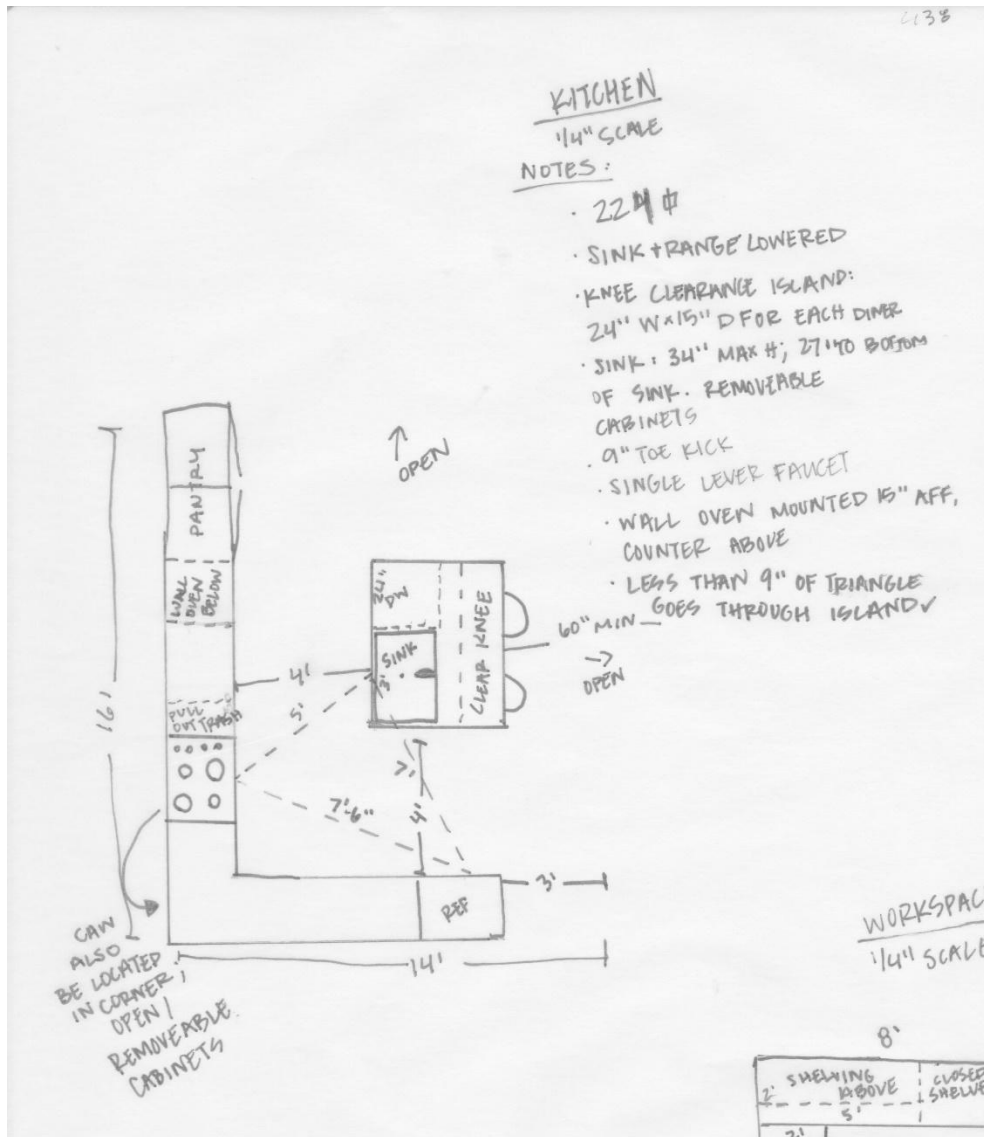 KITCHEN
1/4" SCALE
NOTES:
· SINK + RANGE LOWERED
· KNEE CLEARANCE ISLAND:
24" W x 15" D FOR EACH DINER
· SINK: 34" MAX H; 27" TO BOTTOM
OF SINK. REMOVEABLE
CABINETS
· 9" TOE KICK
· SINGLE LEVER FAUCET
· WALL OVEN MOUNTED 15" AFF,
COUNTER ABOVE
· LESS THAN 9" OF TRIANGLE
GOES THROUGH ISLAND✓
OPEN
PANTRY
WALL
OVEN
BELOW
24"
DW
SINK
3'
CLEAR KNEE
60" MIN
OPEN
4'
5'
16'
PULL
OUT TRASH
7'
7'-6"
4'
REF
3'
14'
CAN
ALSO
BE LOCATED
IN CORNER;
OPEN/
REMOVEABLE
CABINETS
WORKSPAC
1/4" SCALE
8'
2'
SHELVING
ABOVE
5'
CLOSED
SHELVE